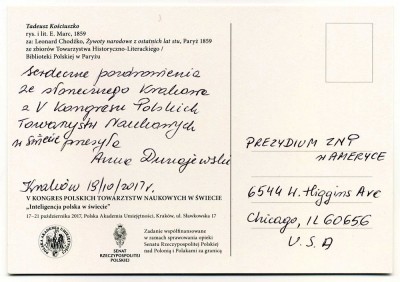 Tadeusz Kościuszko
rys. i lit. E. Marc, 1859
za: Leonard Chodźko, Żywoty narodowe z ostatnich lat stu, Paryż 1859
ze zbiorów Towarzystwa Historyczno-Literackiego /
Biblioteki Polskiej w Paryżu
Serdeczne pozdrowienia
ze słonecznego Krakowa
z V Kongresu Polskich
Towarzystw Naukowych
w świecie przesyła
Anna Dunajewska
Kraków 18/10/2017r.
V KONGRES POLSKICH TOWARZYSTW NAUKOWYCH W ŚWIECIE
„Inteligencja polska w świecie”
17–21 października 2017, Polska Akademia Umiejętności, Kraków, ul. Sławkowska 17
SENAT
RZECZYPOSPOLITEJ
POLSKIEJ
Zadanie współfinansowane
w ramach sprawowania opieki
Senatu Rzeczypospolitej Polskiej
nad Polonią i Polakami za granicą
PREZYDIUM ZNP
w AMERYCE
6544 W. Higgins Ave
Chicago, IL 60656
U.S.A